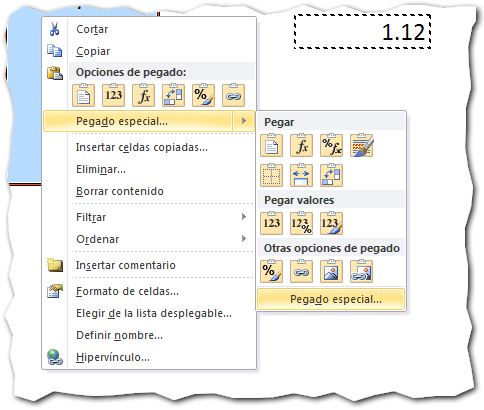 1.12
Cortar
Copiar
Opciones de pegado:
123
fx
%
Pegado especial...
Insertar celdas copiadas...
Eliminar...
Borrar contenido
Filtrar
Ordenar
Insertar comentario
Formato de celdas...
Elegir de la lista desplegable...
Definir nombre...
Hipervínculo...
Pegar
fx
%fx
Pegar valores
123
123
%
123
Otras opciones de pegado
%
Pegado especial...